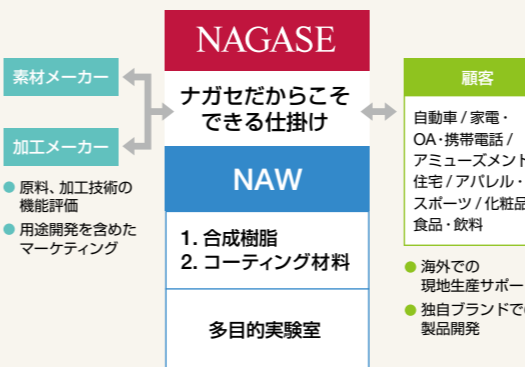 素材メーカー
加工メーカー
● 原料、加工技術の
機能評価
● 用途開発を含めた
マーケティング
NAGASE
ナガセだからこそ
できる仕掛け
NAW
1. 合成樹脂
2. コーティング材料
多目的実験室
顧客
自動車 / 家電・
OA・携帯電話 /
アミューズメント
住宅 / アパレル・
スポーツ / 化粧品
食品・飲料
● 海外での
現地生産サポー
● 独自ブランドでの
製品開発